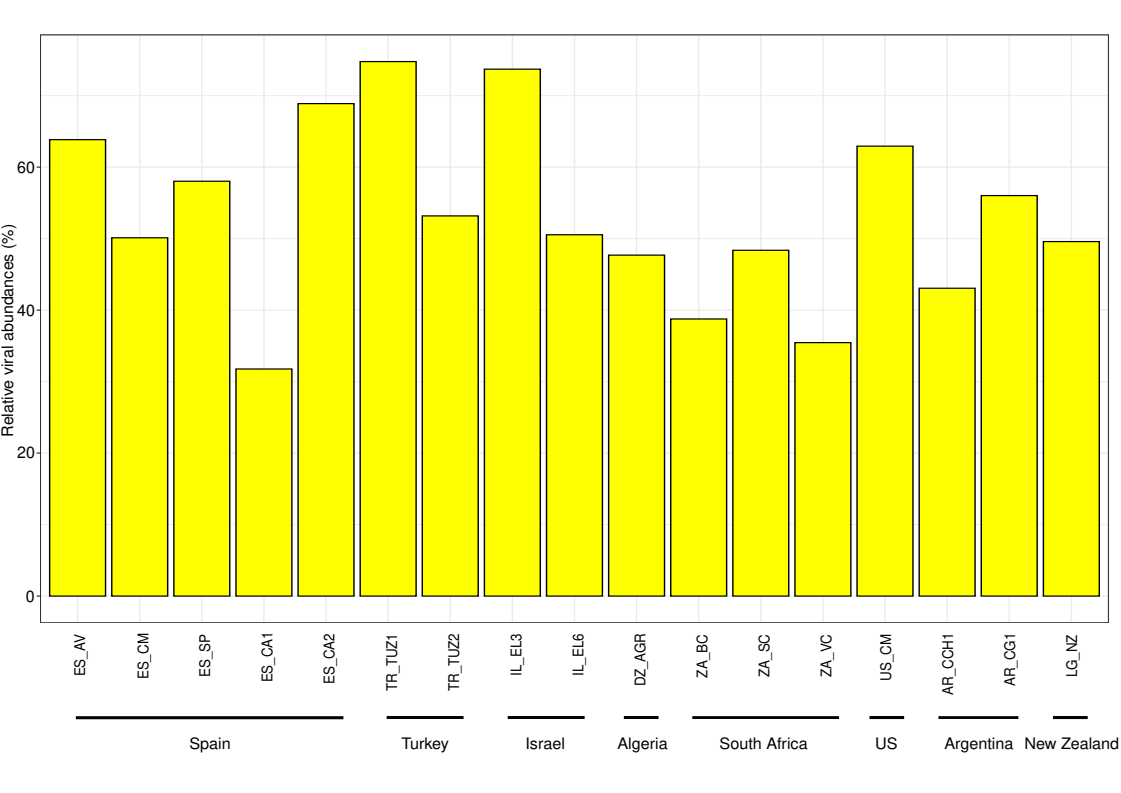 Relative viral abundances (%)
60
40
20
0
ES_AV
ES_CM
ES_SP
ES_CA1
ES_CA2
TR_TUZ1
TR_TUZ2
IL_EL3
IL_EL6
DZ_AGR
ZA_BC
ZA_SC
ZA_VC
US_CM
AR_CCH1
AR_CG1
LG_NZ
Spain
Turkey
Israel
Algeria
South Africa
US
Argentina
New Zealand